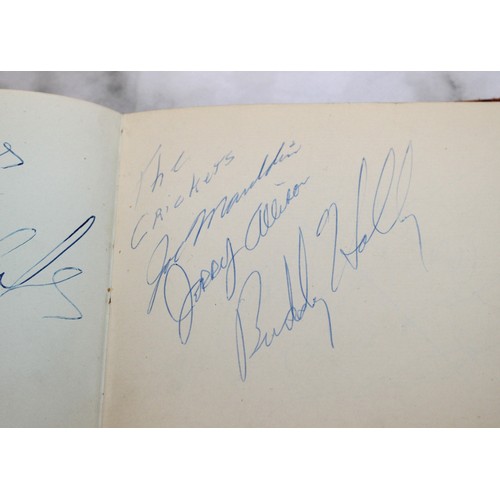 The
Crickets
Joe Mauldin
Jerry Allison
Buddy Holly